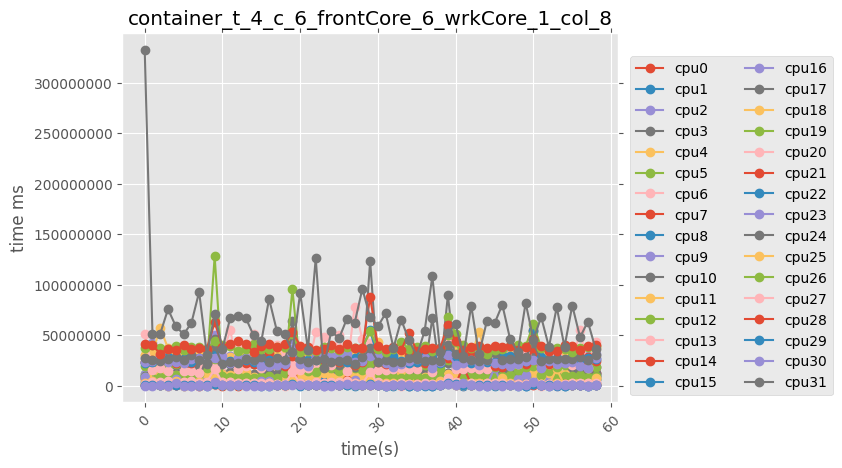 container_t_4_c_6_frontCore_6_wrkCore_1_col_8
time ms
300000000
250000000
200000000
150000000
100000000
50000000
0
0
10
20
30
40
50
60
time(s)
cpu0
cpu1
cpu2
cpu3
cpu4
cpu5
cpu6
cpu7
cpu8
cpu9
cpu10
cpu11
cpu12
cpu13
cpu14
cpu15
cpu16
cpu17
cpu18
cpu19
cpu20
cpu21
cpu22
cpu23
cpu24
cpu25
cpu26
cpu27
cpu28
cpu29
cpu30
cpu31